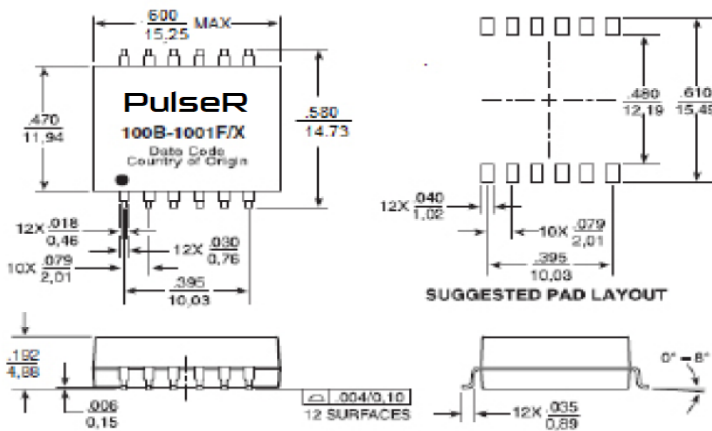 .600
15,25 MAX
PulseR
100B-1001F/X
Date Code
Country of Origin
.470
11,94
.580
14.73
12X .018
0,46
12X .030
0,76
10X .079
2,01
.395
10,03
.480
12,19
.610
15,49
12X .040
1,02
10X .079
2,01
.395
10,03
SUGGESTED PAD LAYOUT
.192
4,88
.006
0,15
.004/0,10
12 SURFACES
0° – 8°
12X .035
0,89